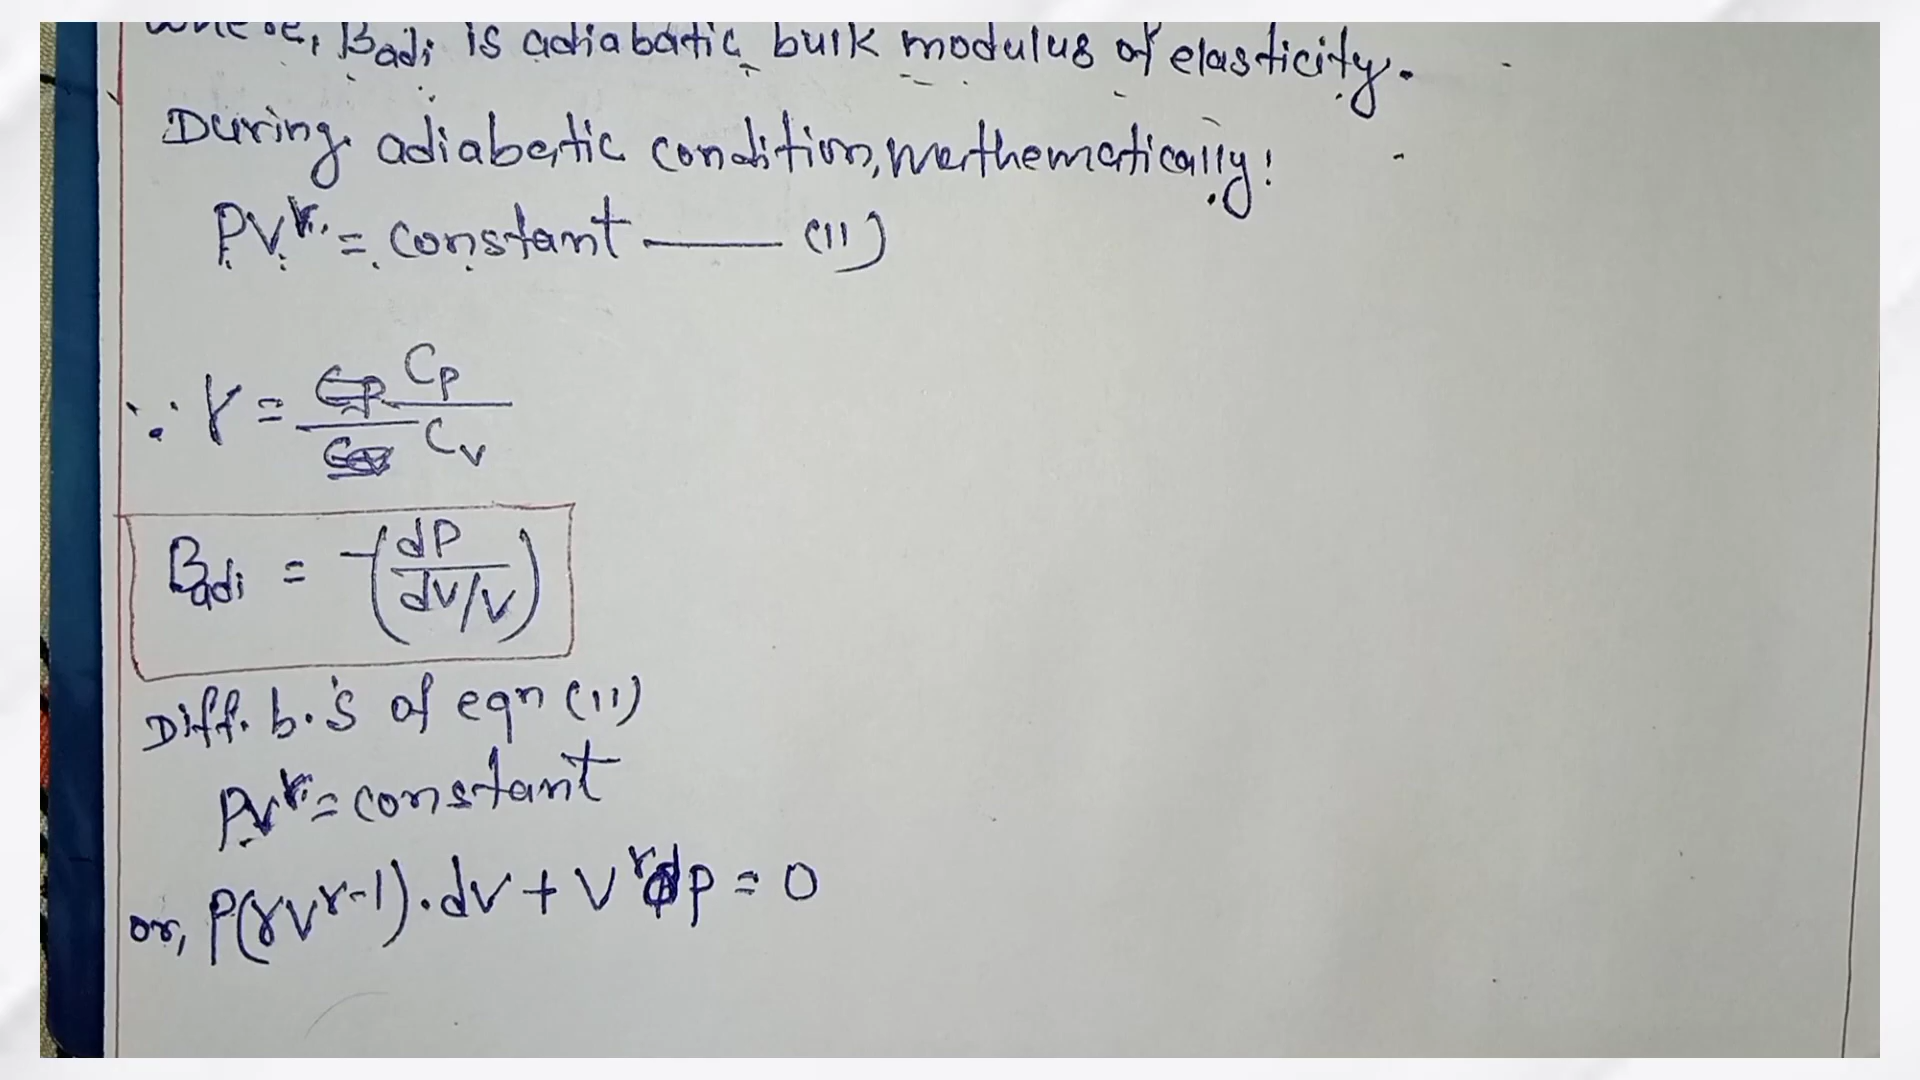 where, Badi is adiabatic bulk modulus of elasticity.
During adiabatic condition, mathematically!
PV^γ = constant —— (11)
∵ γ = Cp/Cv
Badi = -(dP/(dV/V))
Diff. b.s of eqn (11)
PV^γ = constant
or, P(γV^γ-1).dv + V^γ dp = 0